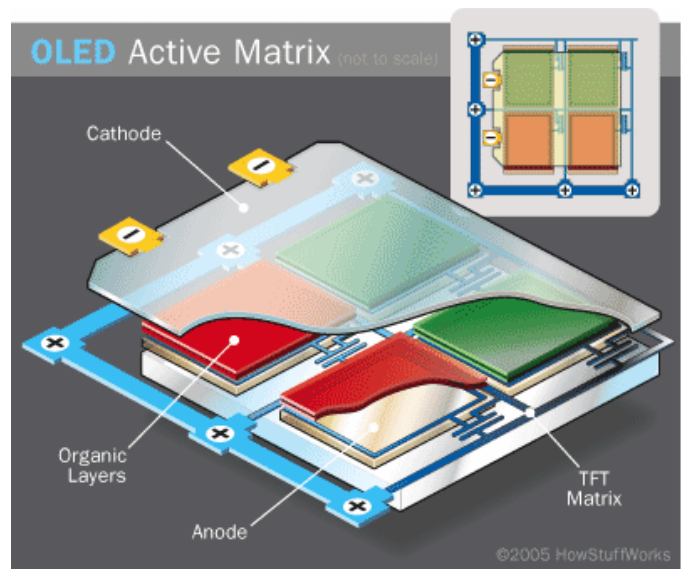 OLED Active Matrix (not to scale)
Cathode
Organic
Layers
Anode
TFT
Matrix
©2005 HowStuffWorks